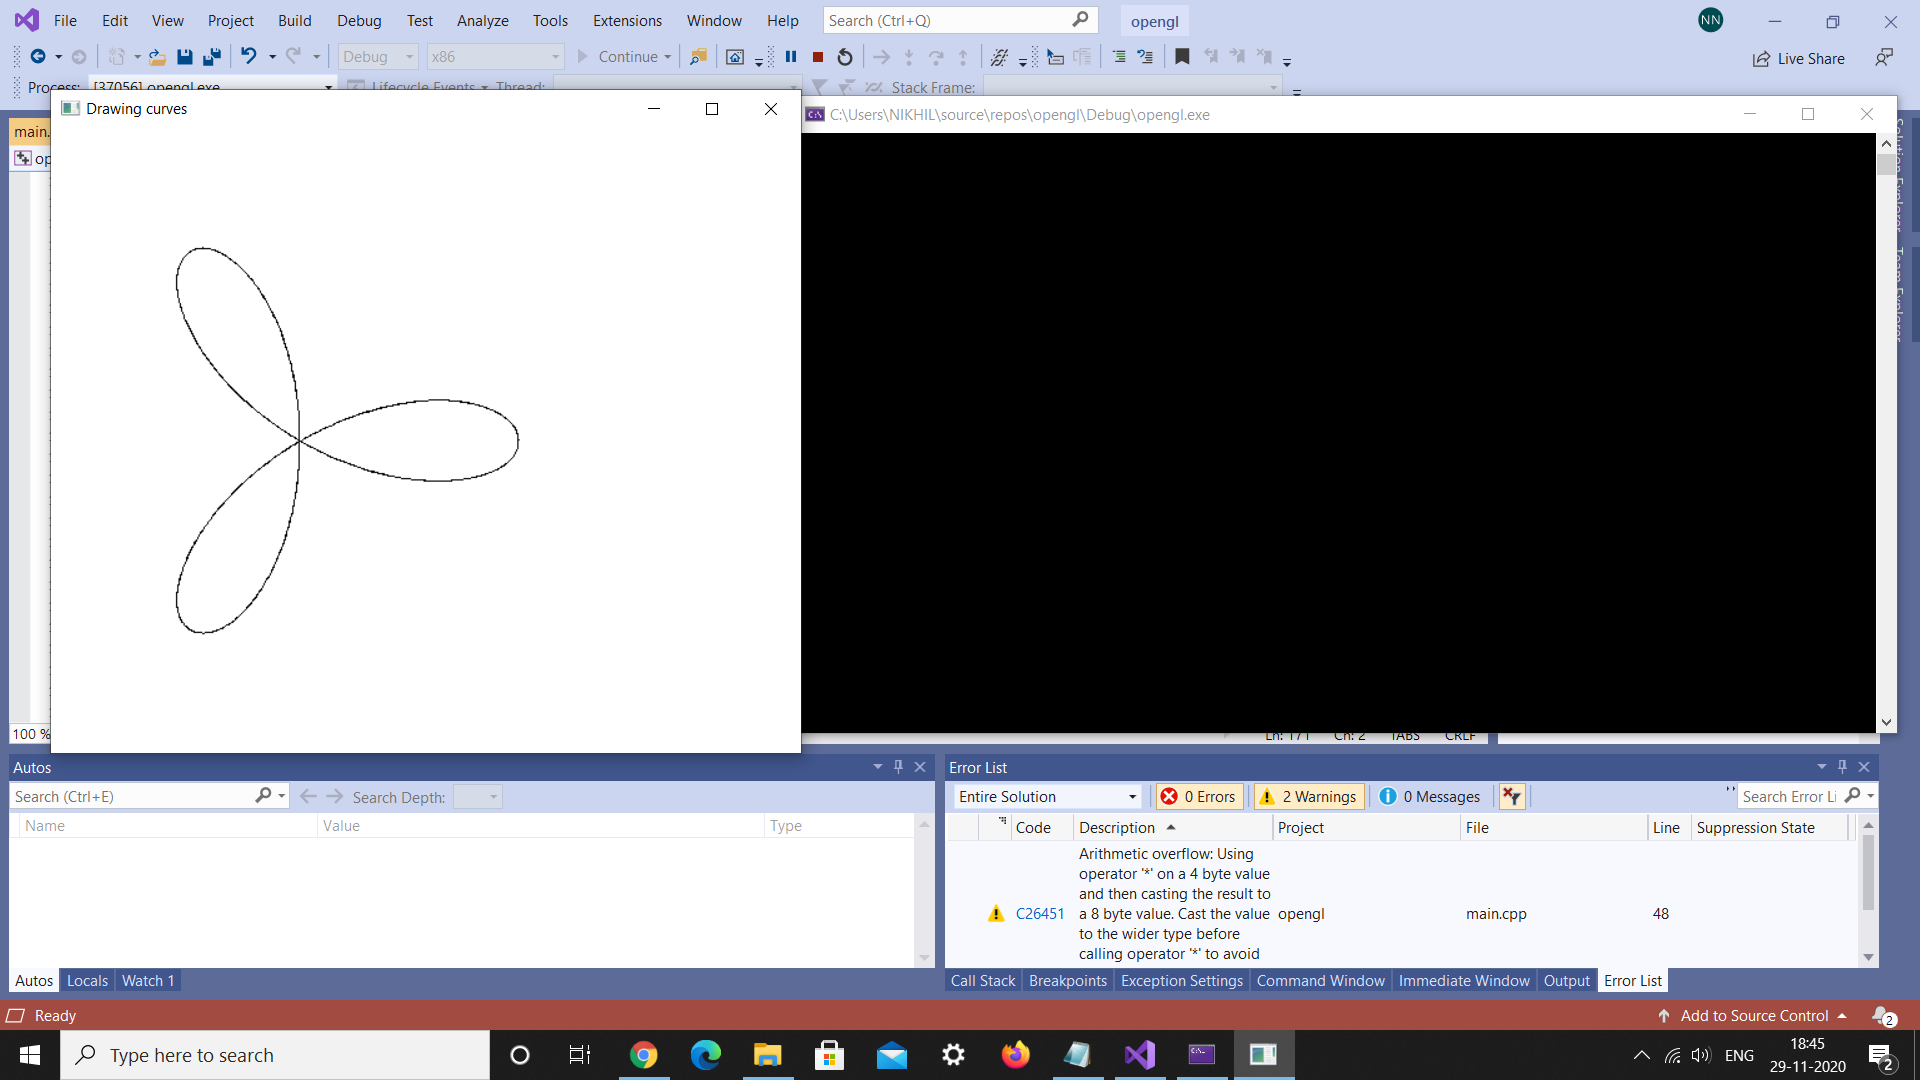 File Edit View Project Build Debug Test Analyze Tools Extensions Window Help Search (Ctrl+Q) opengl NN
Debug x86 Continue Live Share
Process: [37056] opengl.exe Lifecycle Events Thread: Stack Frame:
Drawing curves
C:\Users\NIKHIL\source\repos\opengl\Debug\opengl.exe
main.
op
Solution Explorer
Team Explorer
100 %
Ln: 171 Ch: 2 TABS CRLF
Autos
Search (Ctrl+E) Search Depth:
Name Value Type
Autos Locals Watch 1
Error List
Entire Solution 0 Errors 2 Warnings 0 Messages Search Error Li
Code Description Project File Line Suppression State
Arithmetic overflow: Using
operator '*' on a 4 byte value
and then casting the result to
C26451 a 8 byte value. Cast the value opengl main.cpp 48
to the wider type before
calling operator '*' to avoid
Call Stack Breakpoints Exception Settings Command Window Immediate Window Output Error List
Ready Add to Source Control 2
Type here to search ENG 18:45
29-11-2020 2